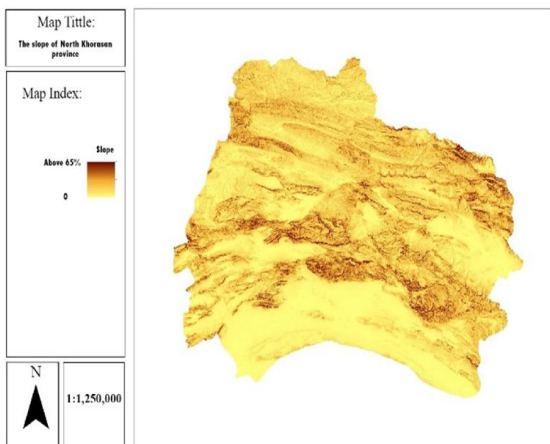 Map Tittle:
The slope of North Khorasan
province
Map Index:
Slope
Above 65%
0
N
1:1,250,000